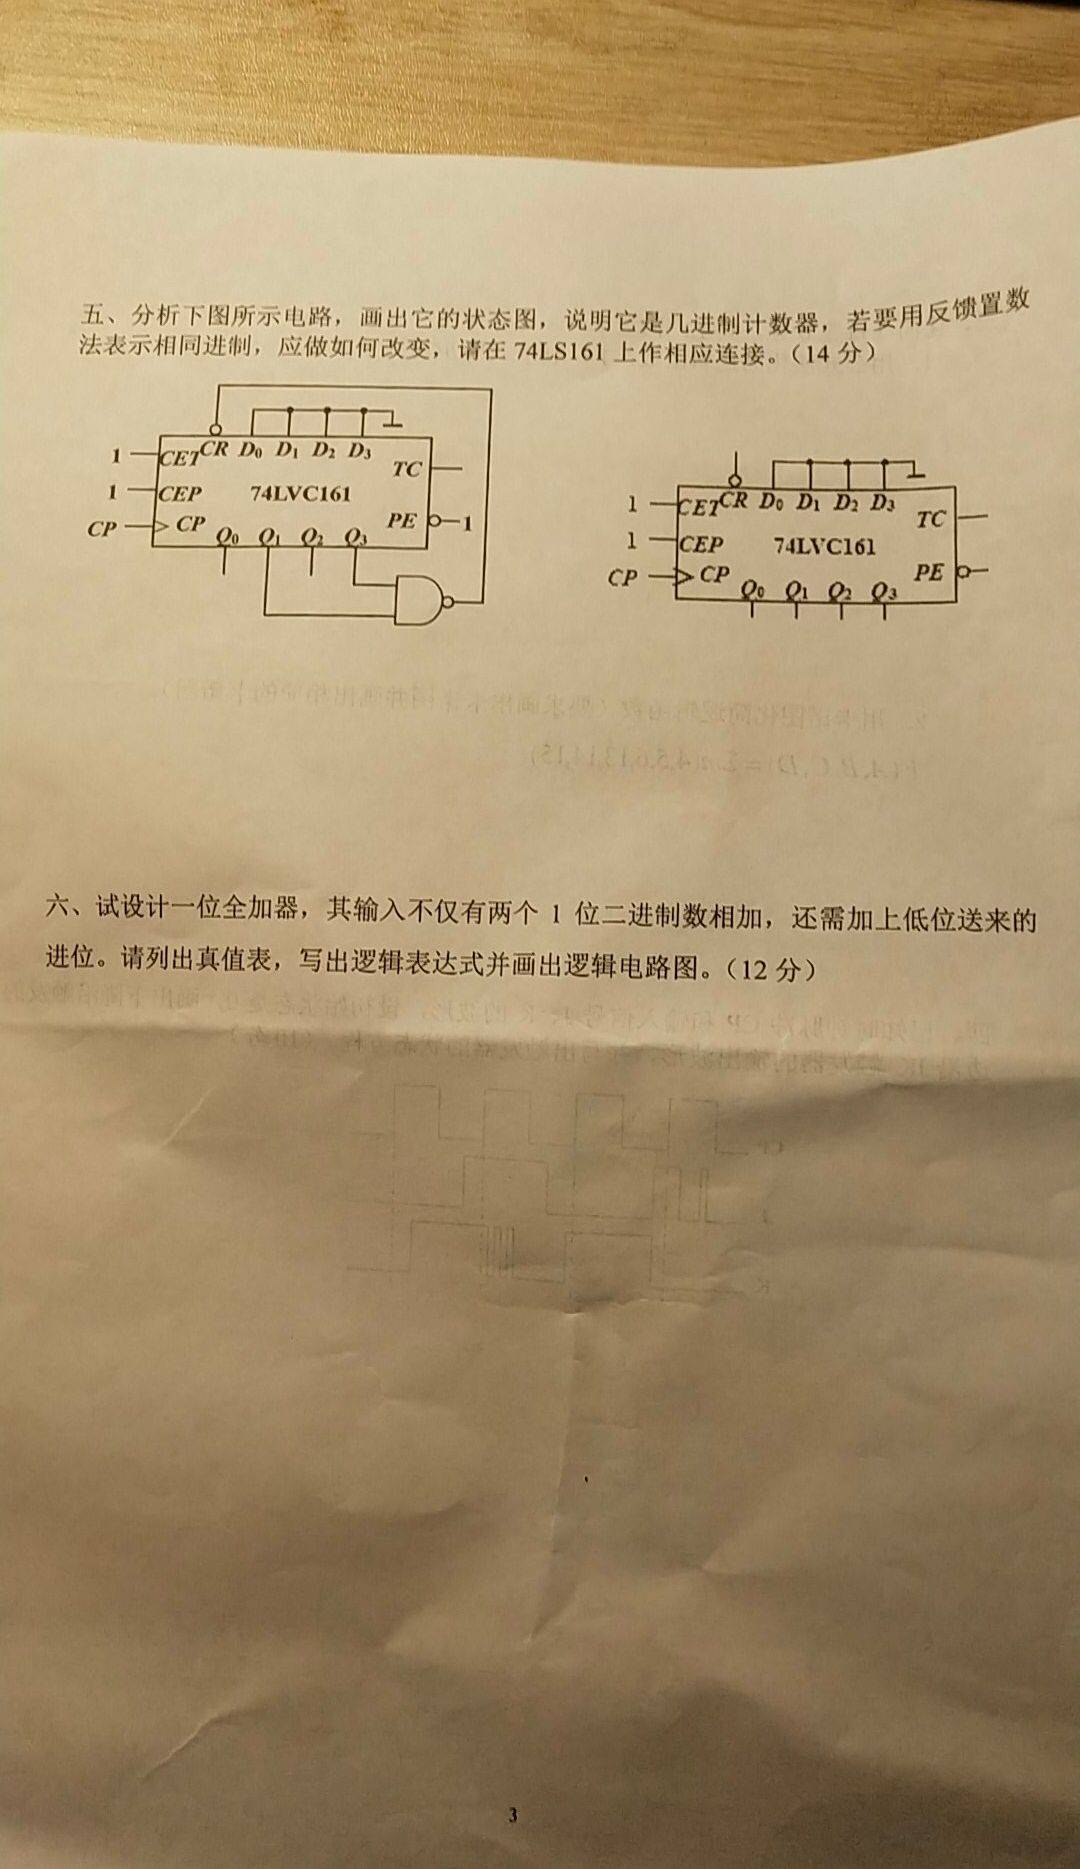 五、分析下图所示电路，画出它的状态图，说明它是几进制计数器，若要用反馈置数
法表示相同进制，应做如何改变，请在 74LS161 上作相应连接。（14 分）
1 CET CR D0 D1 D2 D3 TC
1 CEP 74LVC161
CP CP Q0 Q1 Q2 Q3 PE 1
1 CET CR D0 D1 D2 D3 TC
1 CEP 74LVC161
CP CP Q0 Q1 Q2 Q3 PE
六、试设计一位全加器，其输入不仅有两个 1 位二进制数相加，还需加上低位送来的
进位。请列出真值表，写出逻辑表达式并画出逻辑电路图。（12 分）
3